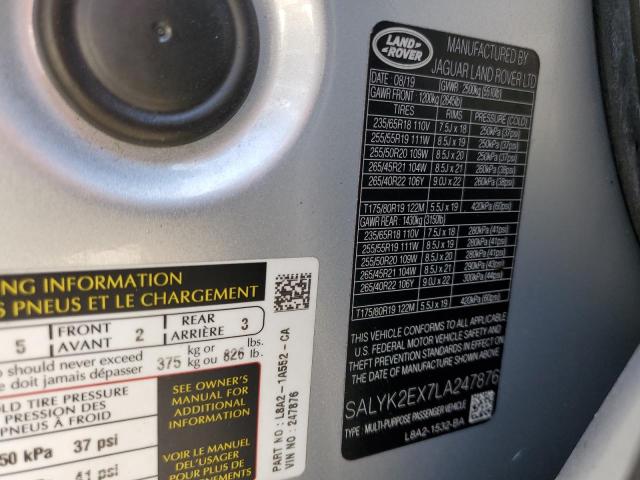 LAND ROVER
MANUFACTURED BY
JAGUAR LAND ROVER LTD
DATE: 08/19 GVWR 2500kg (5510lb)
GAWR FRONT 1200kg (2645lb)
TIRES RIMS PRESSURE (COLD)
235/65R18 110V 7.5J x 18 250kPa (37psi)
255/55R19 111W 8.5J x 19 250kPa (37psi)
255/50R20 109W 8.5J x 20 250kPa (37psi)
265/45R21 104W 8.5J x 21 260kPa (38psi)
265/40R22 106Y 9.0J x 22 260kPa (38psi)
T175/80R19 122M 5.5J x 19 420kPa (60psi)
GAWR REAR 1430kg (3150lb)
235/65R18 110V 7.5J x 18 280kPa (41psi)
255/55R19 111W 8.5J x 19 280kPa (41psi)
255/50R20 109W 8.5J x 20 280kPa (41psi)
265/45R21 104W 8.5J x 21 290kPa (43psi)
265/40R22 106Y 9.0J x 22 300kPa (44psi)
T175/80R19 122M 5.5J x 19 420kPa (60psi)
THIS VEHICLE CONFORMS TO ALL APPLICABLE
U.S. FEDERAL MOTOR VEHICLE SAFETY AND
THEFT PREVENTION STANDARDS IN EFFECT ON
THE DATE OF MANUFACTURE SHOWN ABOVE.
SALYK2EX7LA247876
TYPE: MULTI-PURPOSE PASSENGER VEHICLE
L8A2-1532-BA
ING INFORMATION
S PNEUS ET LE CHARGEMENT
5 FRONT AVANT 2 REAR ARRIÈRE 3
should never exceed 375 kg or 826 lbs.
e doit jamais dépasser kg ou lb.
OLD TIRE PRESSURE
PRESSION DES
PNEUS À FROID
50 kPa 37 psi
41 psi
SEE OWNER'S
MANUAL FOR
ADDITIONAL
INFORMATION
VOIR LE MANUEL
DE L'USAGER
POUR PLUS DE
PART NO : L8A2 - 1A552 - CA
VIN NO : 247876